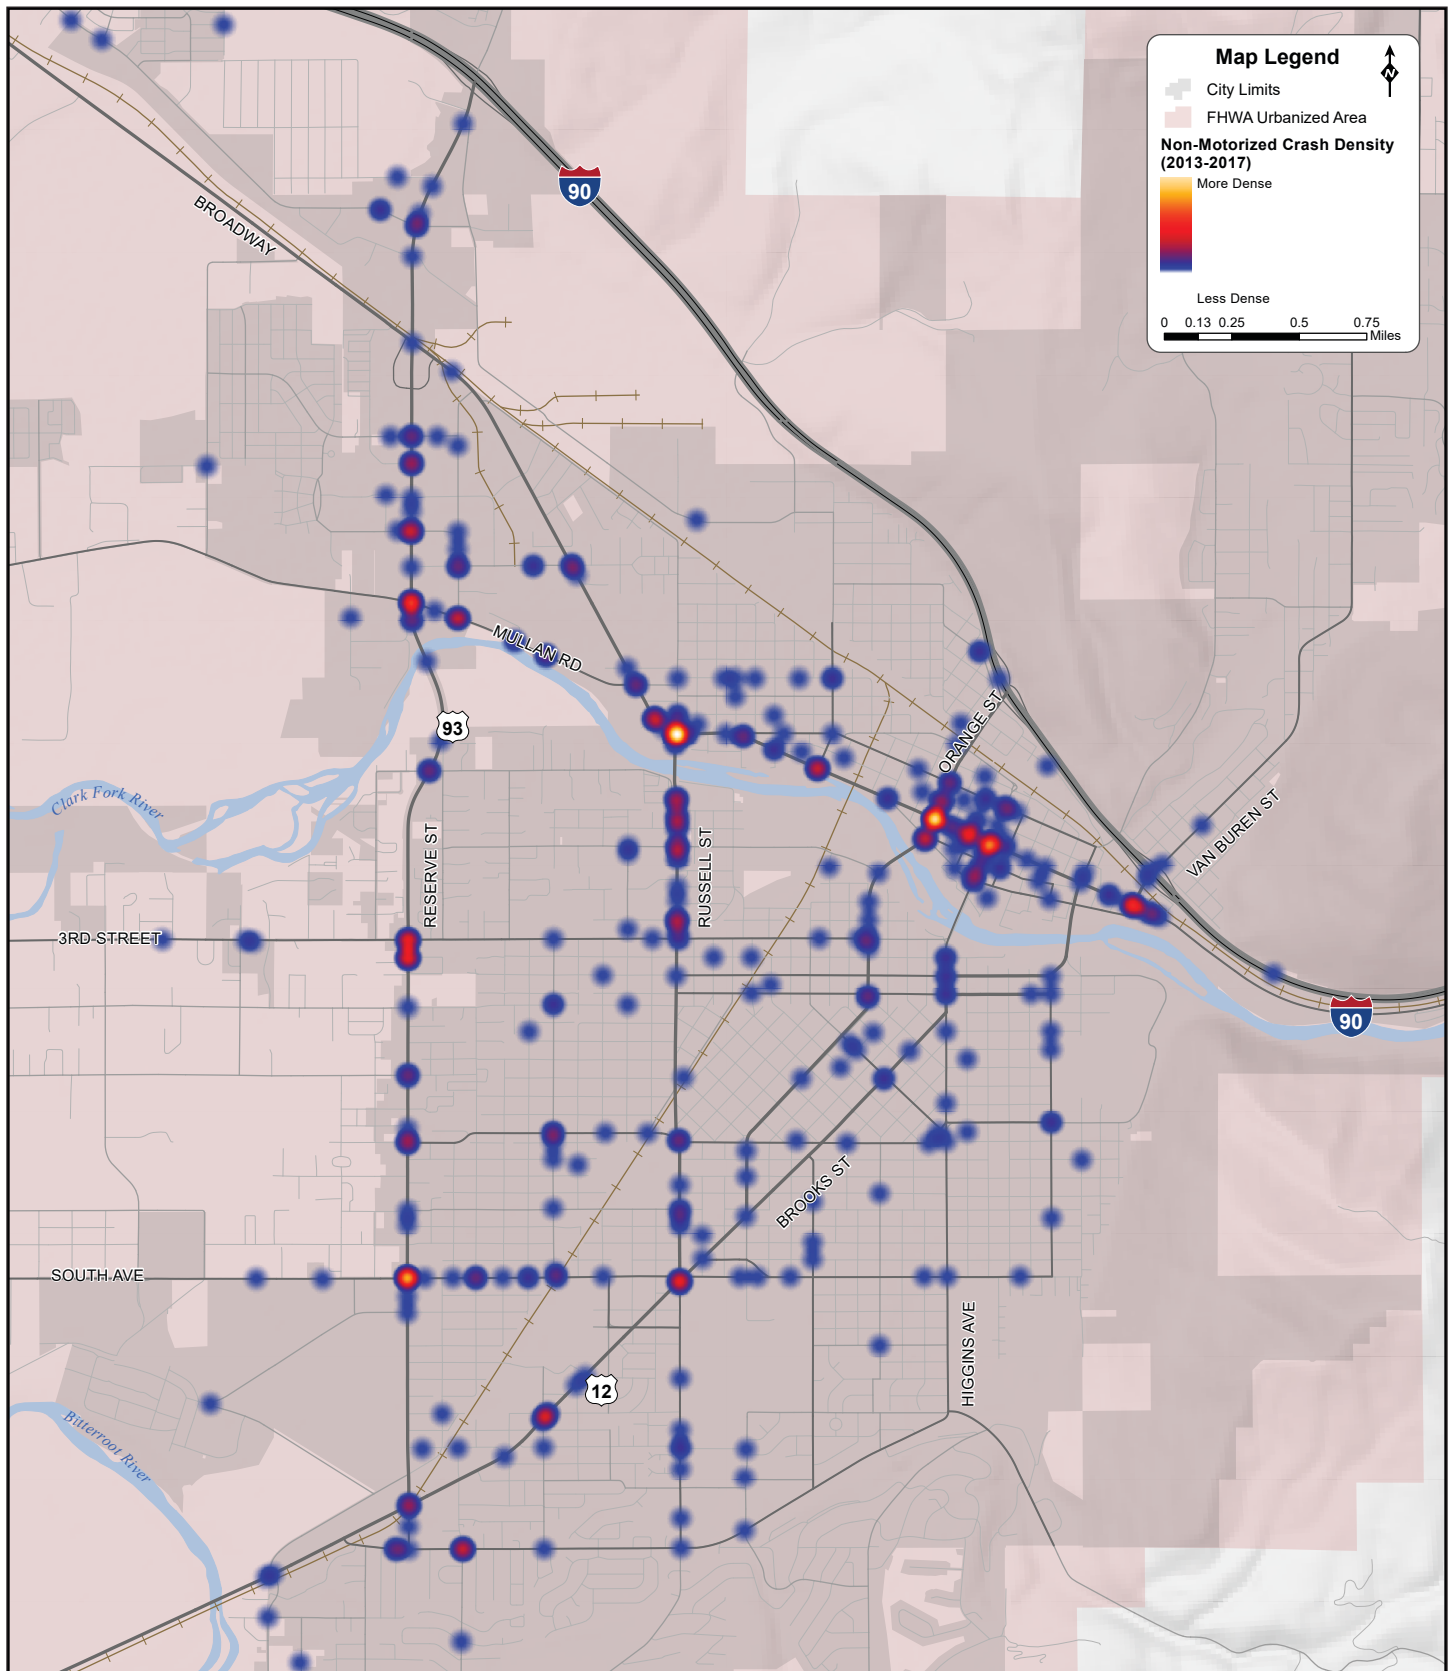 Map Legend
N
City Limits
FHWA Urbanized Area
Non-Motorized Crash Density
(2013-2017)
More Dense
Less Dense
0 0.13 0.25 0.5 0.75
Miles
90
BROADWAY
MULLAN RD
93
ORANGE ST
Clark Fork River
RESERVE ST
RUSSELL ST
VAN BUREN ST
3RD STREET
90
BROOKS ST
SOUTH AVE
HIGGINS AVE
12
Bitterroot River